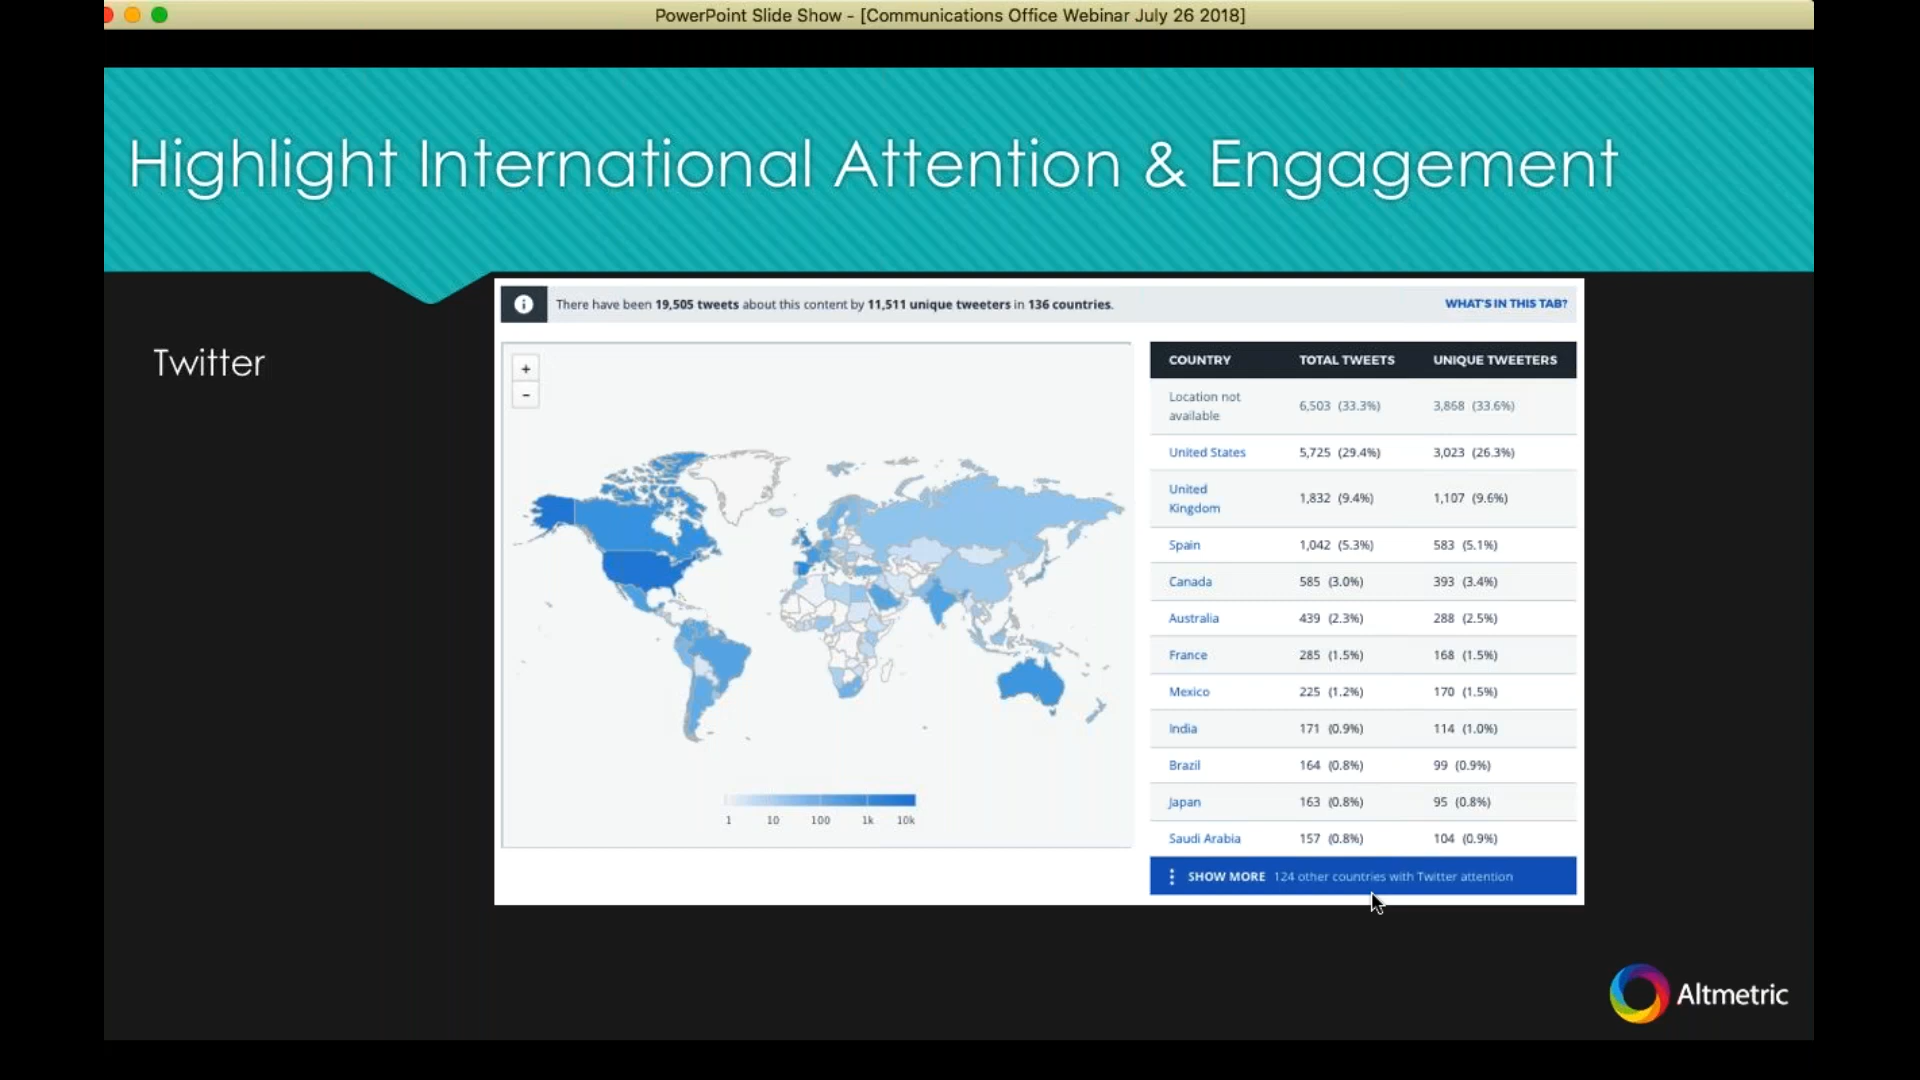 PowerPoint Slide Show - [Communications Office Webinar July 26 2018]
Highlight International Attention & Engagement
Twitter
There have been 19,505 tweets about this content by 11,511 unique tweeters in 136 countries.
WHAT'S IN THIS TAB?
+
-
1 10 100 1k 10k
COUNTRY TOTAL TWEETS UNIQUE TWEETERS
Location not
available 6,503 (33.3%) 3,868 (33.6%)
United States 5,725 (29.4%) 3,023 (26.3%)
United
Kingdom 1,832 (9.4%) 1,107 (9.6%)
Spain 1,042 (5.3%) 583 (5.1%)
Canada 585 (3.0%) 393 (3.4%)
Australia 439 (2.3%) 288 (2.5%)
France 285 (1.5%) 168 (1.5%)
Mexico 225 (1.2%) 170 (1.5%)
India 171 (0.9%) 114 (1.0%)
Brazil 164 (0.8%) 99 (0.9%)
Japan 163 (0.8%) 95 (0.8%)
Saudi Arabia 157 (0.8%) 104 (0.9%)
SHOW MORE 124 other countries with Twitter attention
Altmetric